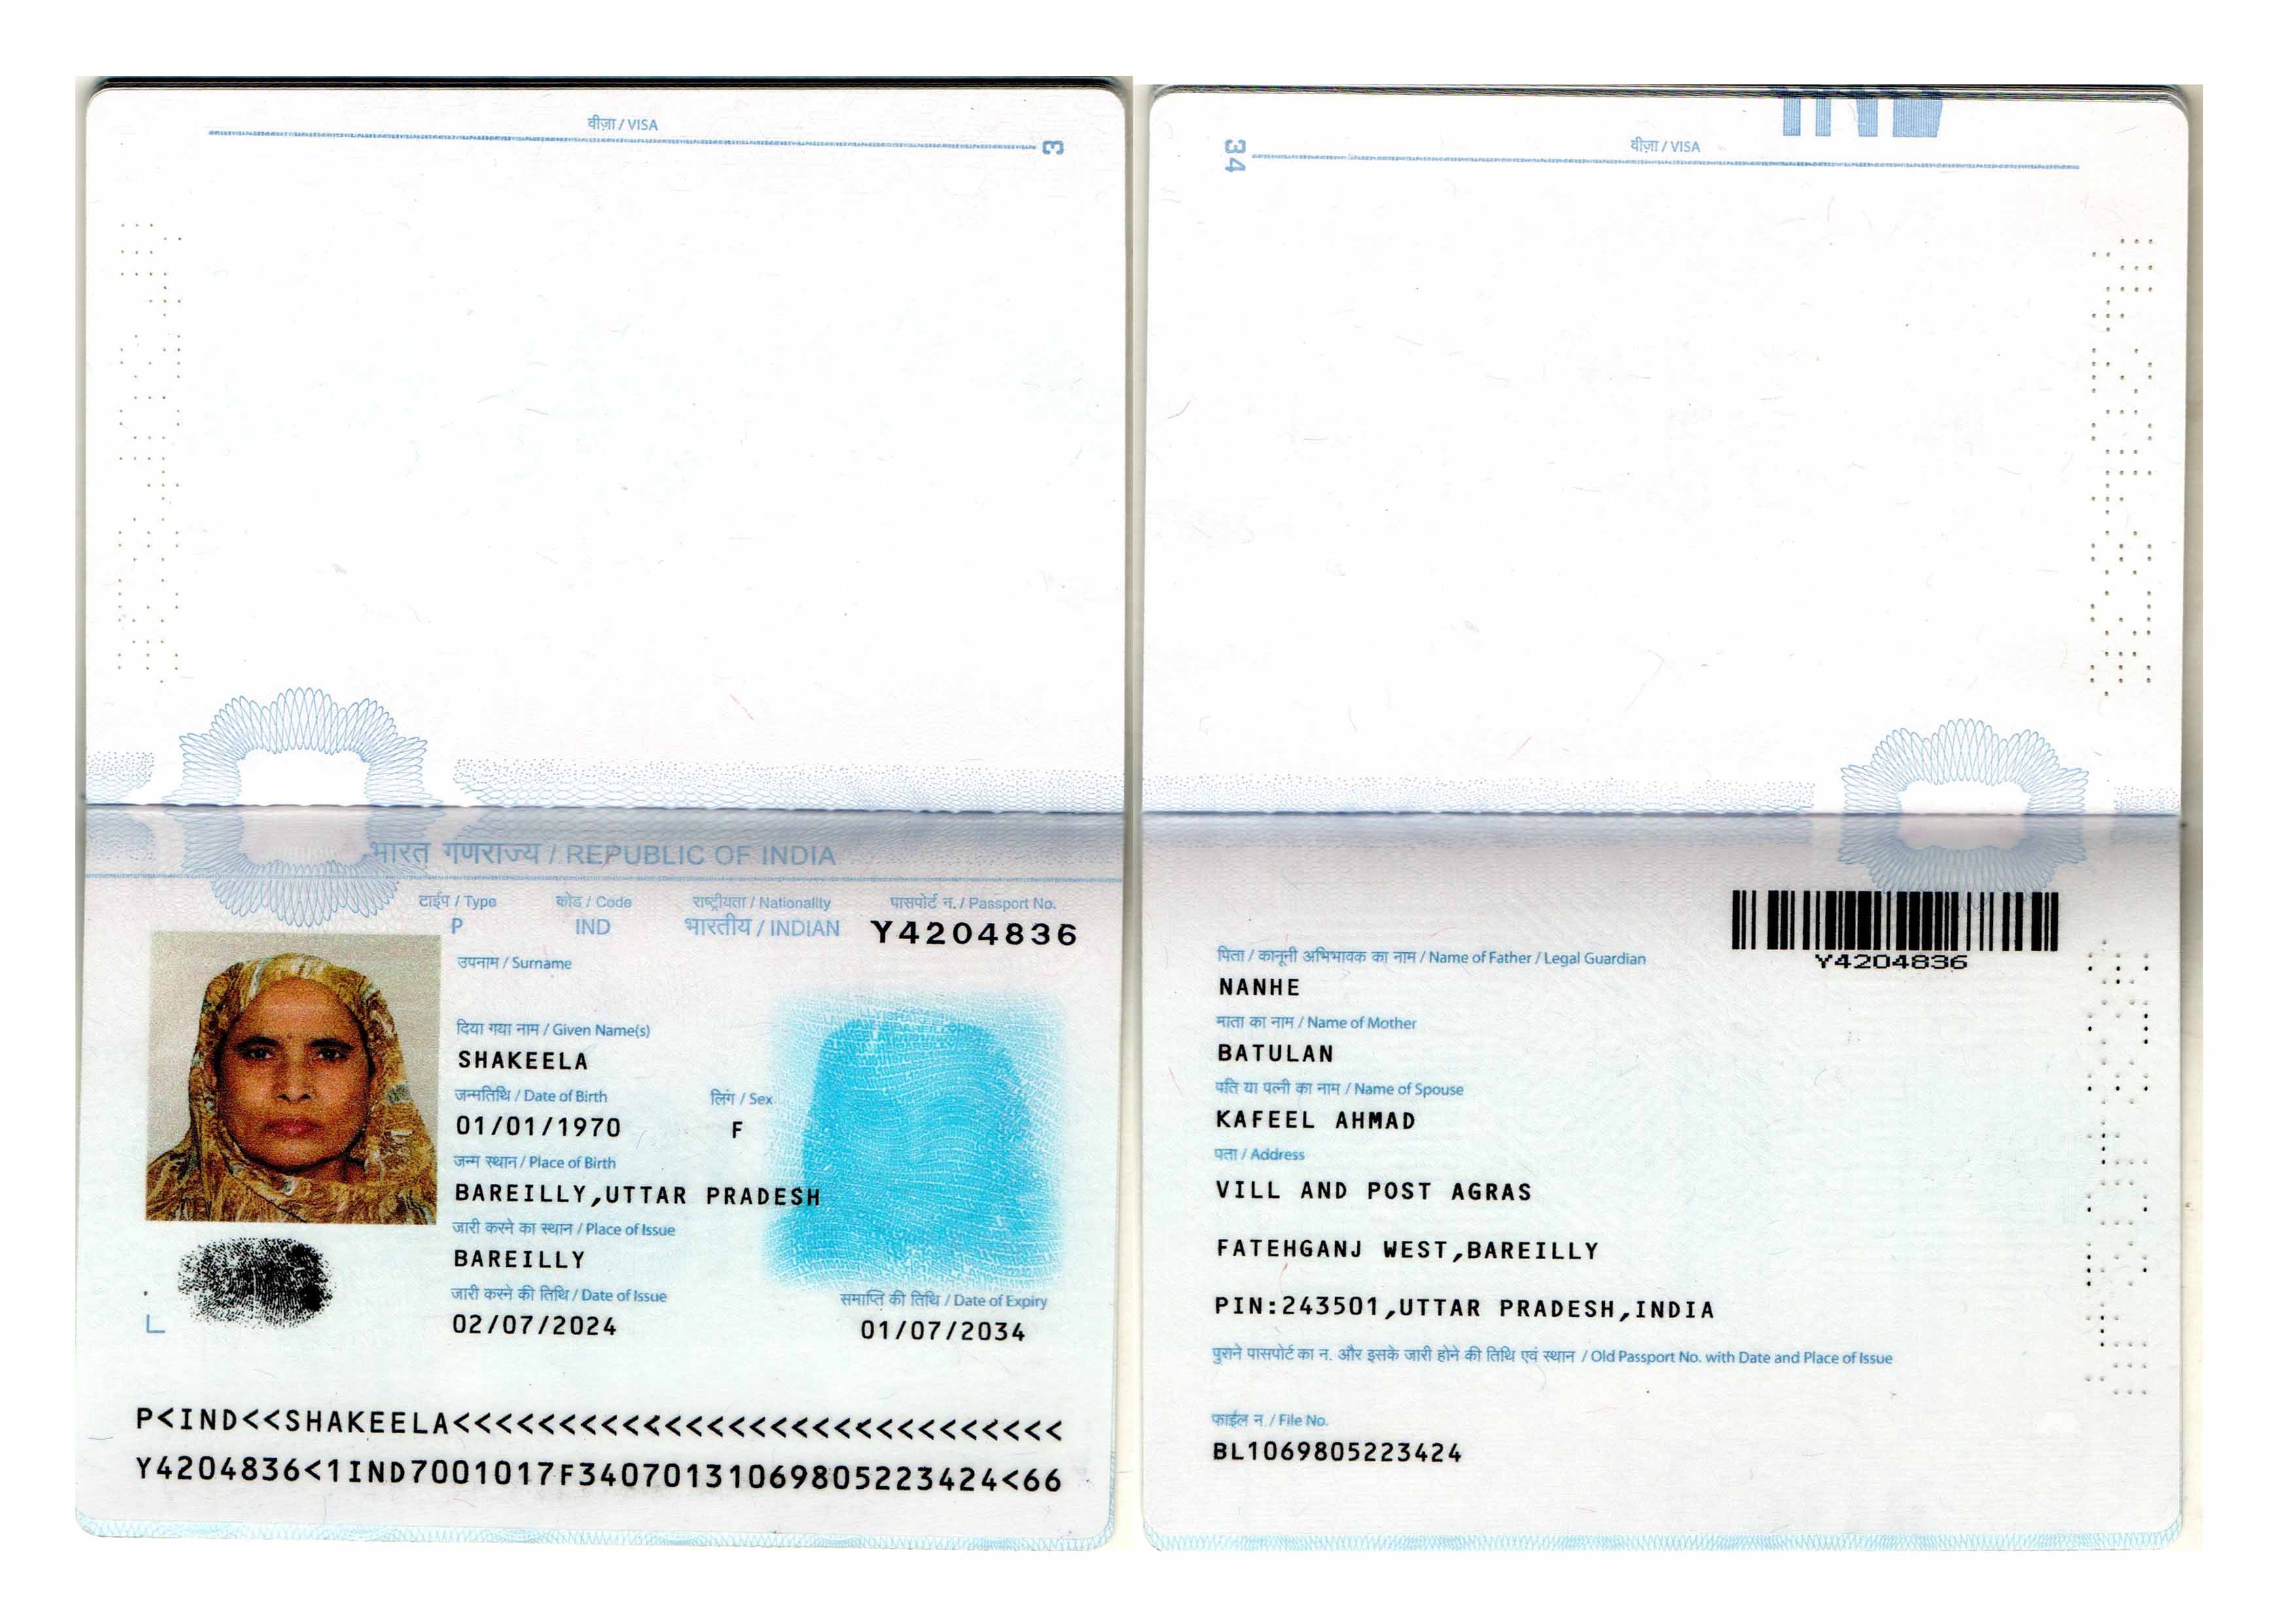 वीज़ा / VISA
3
भारत गणराज्य / REPUBLIC OF INDIA
टाईप / Type कोड / Code राष्ट्रीयता / Nationality पासपोर्ट न. / Passport No.
P IND भारतीय / INDIAN Y4204836
उपनाम / Surname
दिया गया नाम / Given Name(s)
SHAKEELA
जन्मतिथि / Date of Birth लिंग / Sex
01/01/1970 F
जन्म स्थान / Place of Birth
BAREILLY,UTTAR PRADESH
जारी करने का स्थान / Place of Issue
BAREILLY
जारी करने की तिथि / Date of Issue समाप्ति की तिथि / Date of Expiry
02/07/2024 01/07/2034
P<IND<<SHAKEELA<<<<<<<<<<<<<<<<<<<<<<<<<<<<<
Y4204836<1IND7001017F34070131069805223424<66
34
वीज़ा / VISA
Y4204836
पिता / कानूनी अभिभावक का नाम / Name of Father / Legal Guardian
NANHE
माता का नाम / Name of Mother
BATULAN
पति या पत्नी का नाम / Name of Spouse
KAFEEL AHMAD
पता / Address
VILL AND POST AGRAS
FATEHGANJ WEST,BAREILLY
PIN:243501,UTTAR PRADESH,INDIA
पुराने पासपोर्ट का न. और इसके जारी होने की तिथि एवं स्थान / Old Passport No. with Date and Place of Issue
फाईल न. / File No.
BL1069805223424